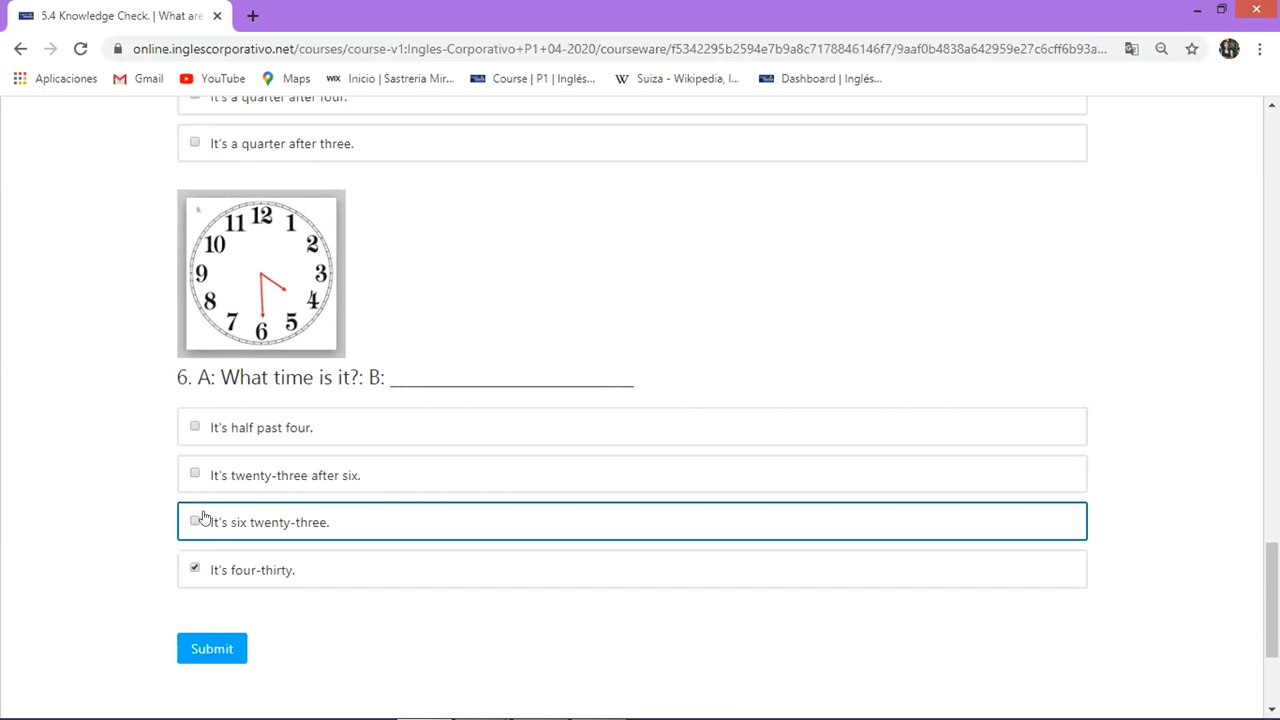 5.4 Knowledge Check. | What are
online.inglescorporativo.net/courses/course-v1:Ingles-Corporativo+P1+04-2020/courseware/f5342295b2594e7b9a8c7178846146f7/9aaf0b4838a642959e27c6cff6b93a...
Aplicaciones Gmail YouTube Maps WIX Inicio | Sastreria Mir... Course | P1 | Inglés... W Suiza - Wikipedia, l... Dashboard | Inglés...
It's a quarter after four.
It's a quarter after three.
12
11 1
10 2
9 3
8 4
7 5
6
6. A: What time is it?: B: ___________________________
It's half past four.
It's twenty-three after six.
It's six twenty-three.
It's four-thirty.
Submit